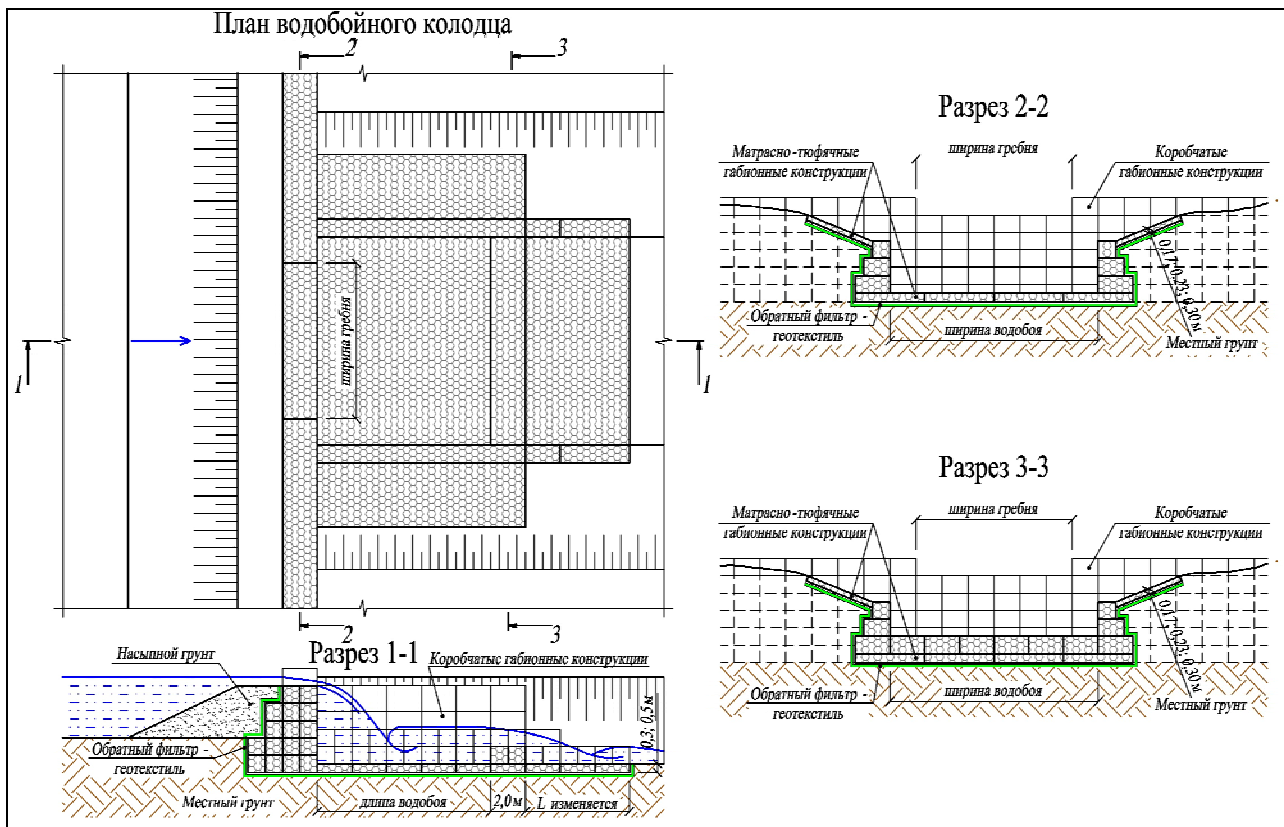 План водобойного колодца
2
3
ширина гребня
1
1
2
3
Разрез 1-1
Насыпной грунт
Коробчатыс габионныс конструкции
Обратный фильтр -
геотекстиль
Местный грунт
длина водобоя
2,0 м
L изменяется
0,3; 0,5м
Разрез 2-2
Матрасно-тюфячные
габионные конструкции
ширина гребня
Коробчатые
габионные конструкции
0,17; 0,23; 0,30м
Обратный фильтр -
геотекстиль
ширина водобоя
Местный грунт
Разрез 3-3
Матрасно-тюфячные
габионные конструкции
ширина гребня
Коробчатые
габионные конструкции
0,17; 0,23; 0,30м
Обратный фильтр -
геотекстиль
ширина водобоя
Местный грунт